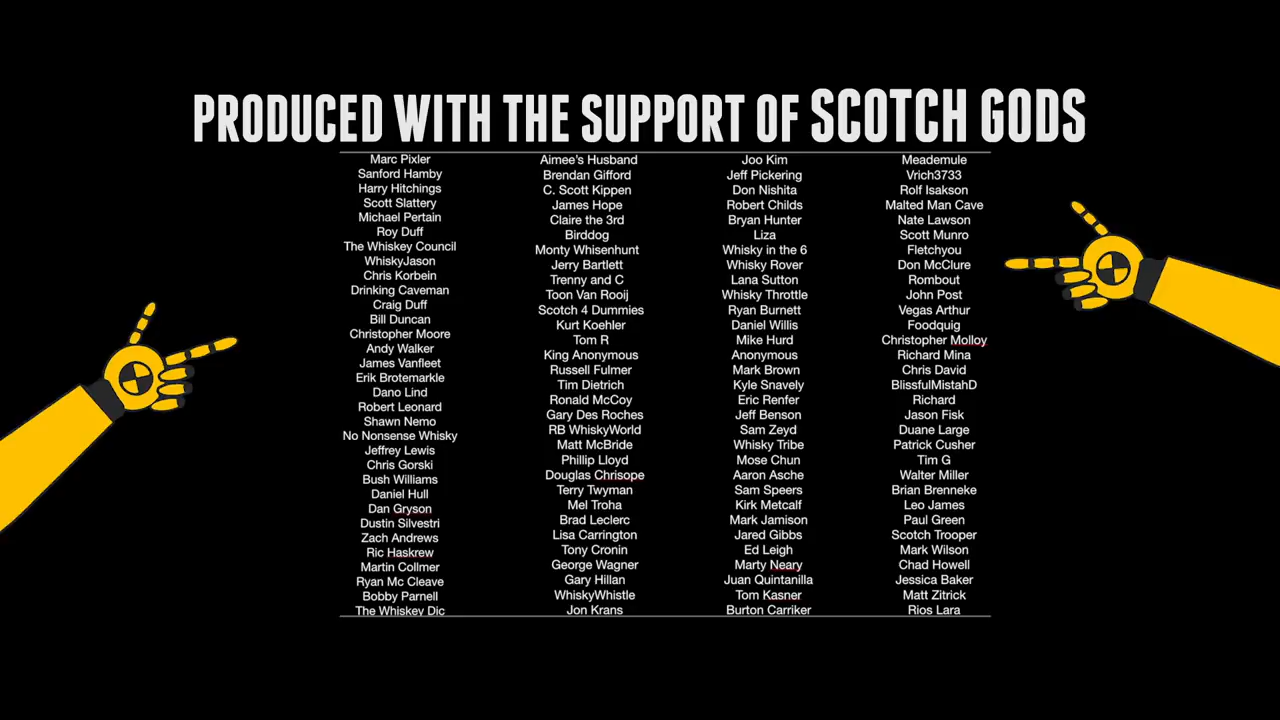 PRODUCED WITH THE SUPPORT OF SCOTCH GODS
Marc Pixler
Sanford Hamby
Harry Hitchings
Scott Slattery
Michael Pertain
Roy Duff
The Whiskey Council
WhiskyJason
Chris Korbein
Drinking Caveman
Craig Duff
Bill Duncan
Christopher Moore
Andy Walker
James Vanfleet
Erik Brotemarkle
Dano Lind
Robert Leonard
Shawn Nemo
No Nonsense Whisky
Jeffrey Lewis
Chris Gorski
Bush Williams
Daniel Hull
Dan Gryson
Dustin Silvestri
Zach Andrews
Ric Haskrew
Martin Collmer
Ryan Mc Cleave
Bobby Parnell
The Whiskey Dic
Aimee's Husband
Brendan Gifford
C. Scott Kippen
James Hope
Claire the 3rd
Birddog
Monty Whisenhunt
Jerry Bartlett
Trenny and C
Toon Van Rooij
Scotch 4 Dummies
Kurt Koehler
Tom R
King Anonymous
Russell Fulmer
Tim Dietrich
Ronald McCoy
Gary Des Roches
RB WhiskyWorld
Matt McBride
Phillip Lloyd
Douglas Chrisope
Terry Twyman
Mel Troha
Brad Leclerc
Lisa Carrington
Tony Cronin
George Wagner
Gary Hillan
WhiskyWhistle
Jon Krans
Joo Kim
Jeff Pickering
Don Nishita
Robert Childs
Bryan Hunter
Liza
Whisky in the 6
Whisky Rover
Lana Sutton
Whisky Throttle
Ryan Burnett
Daniel Willis
Mike Hurd
Anonymous
Mark Brown
Kyle Snavely
Eric Renfer
Jeff Benson
Sam Zeyd
Whisky Tribe
Mose Chun
Aaron Asche
Sam Speers
Kirk Metcalf
Mark Jamison
Jared Gibbs
Ed Leigh
Marty Neary
Juan Quintanilla
Tom Kasner
Burton Carriker
Meademule
Vrich3733
Rolf Isakson
Malted Man Cave
Nate Lawson
Scott Munro
Fletchyou
Don McClure
Rombout
John Post
Vegas Arthur
Foodquig
Christopher Molloy
Richard Mina
Chris David
BlissfulMistahD
Richard
Jason Fisk
Duane Large
Patrick Cusher
Tim G
Walter Miller
Brian Brenneke
Leo James
Paul Green
Scotch Trooper
Mark Wilson
Chad Howell
Jessica Baker
Matt Zitrick
Rios Lara